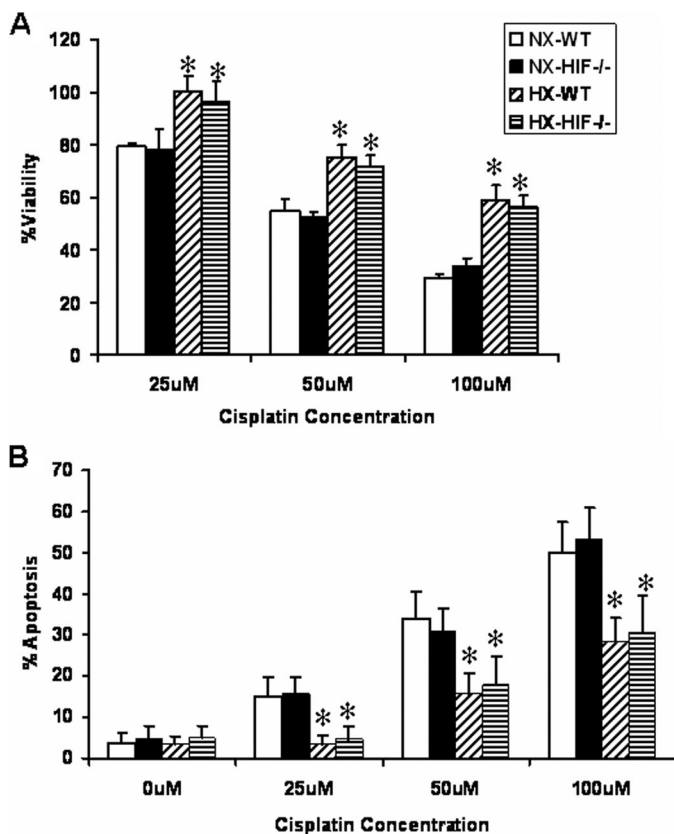 A
120
100
80
60
40
20
0
%Viability
NX-WT
NX-HIF-/-
HX-WT
HX-HIF-/-
* * * * * *
25uM 50uM 100uM
Cisplatin Concentration
B
70
60
50
40
30
20
10
0
% Apoptosis
* * * * * *
0uM 25uM 50uM 100uM
Cisplatin Concentration